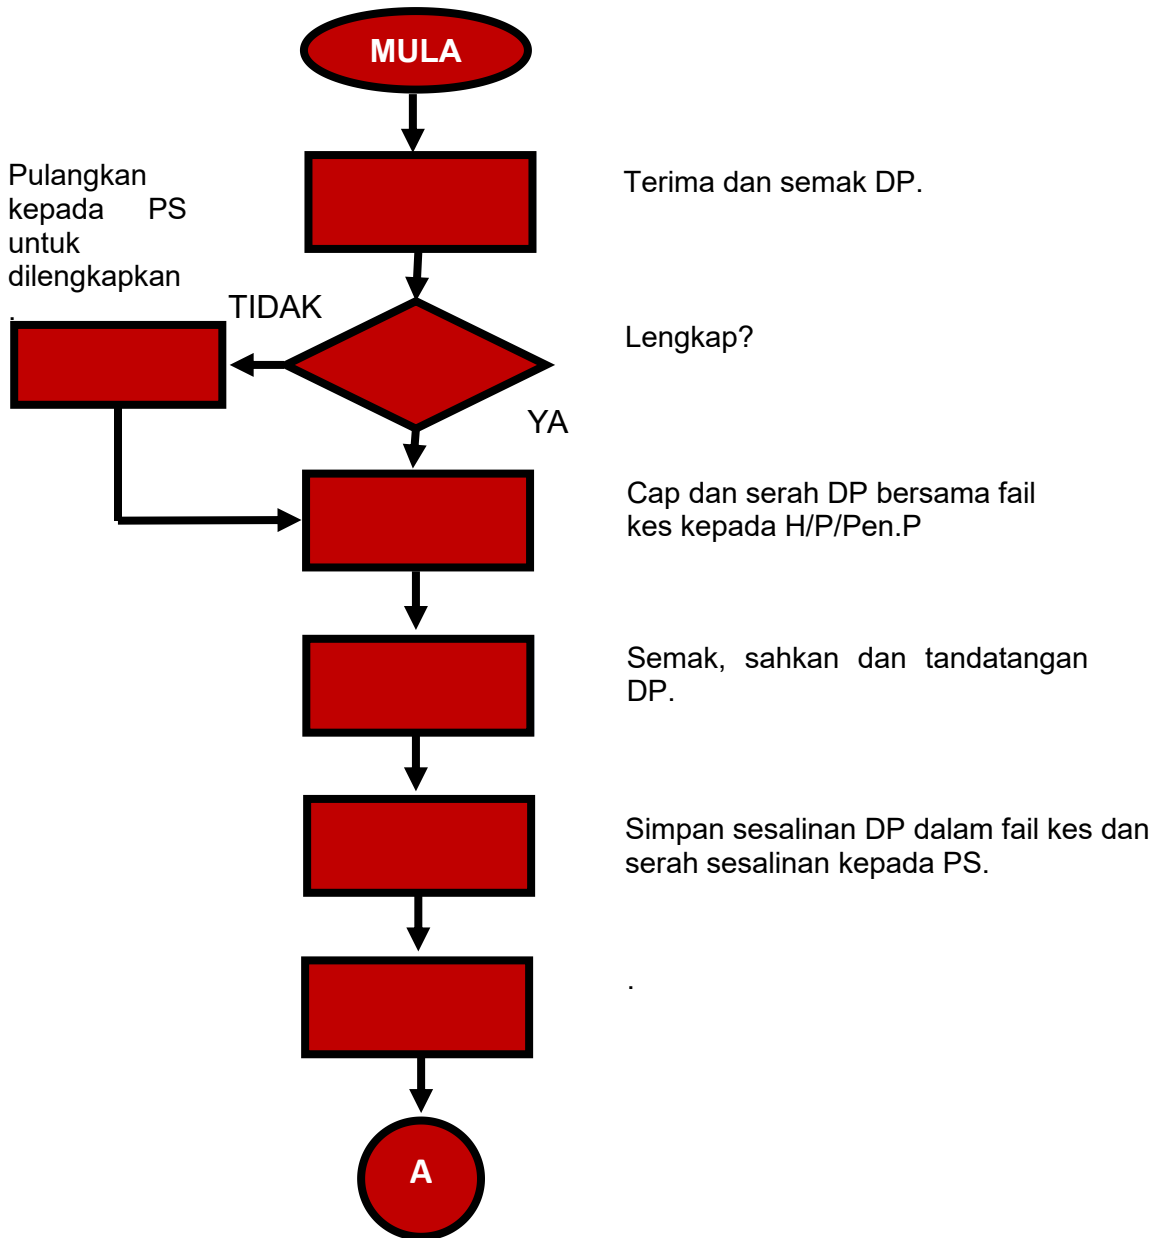 MULA
Terima dan semak DP.
Pulangkan
kepada PS
untuk
dilengkapkan
.
TIDAK
Lengkap?
YA
Cap dan serah DP bersama fail
kes kepada H/P/Pen.P
Semak, sahkan dan tandatangan
DP.
Simpan sesalinan DP dalam fail kes dan
serah sesalinan kepada PS.
.
A